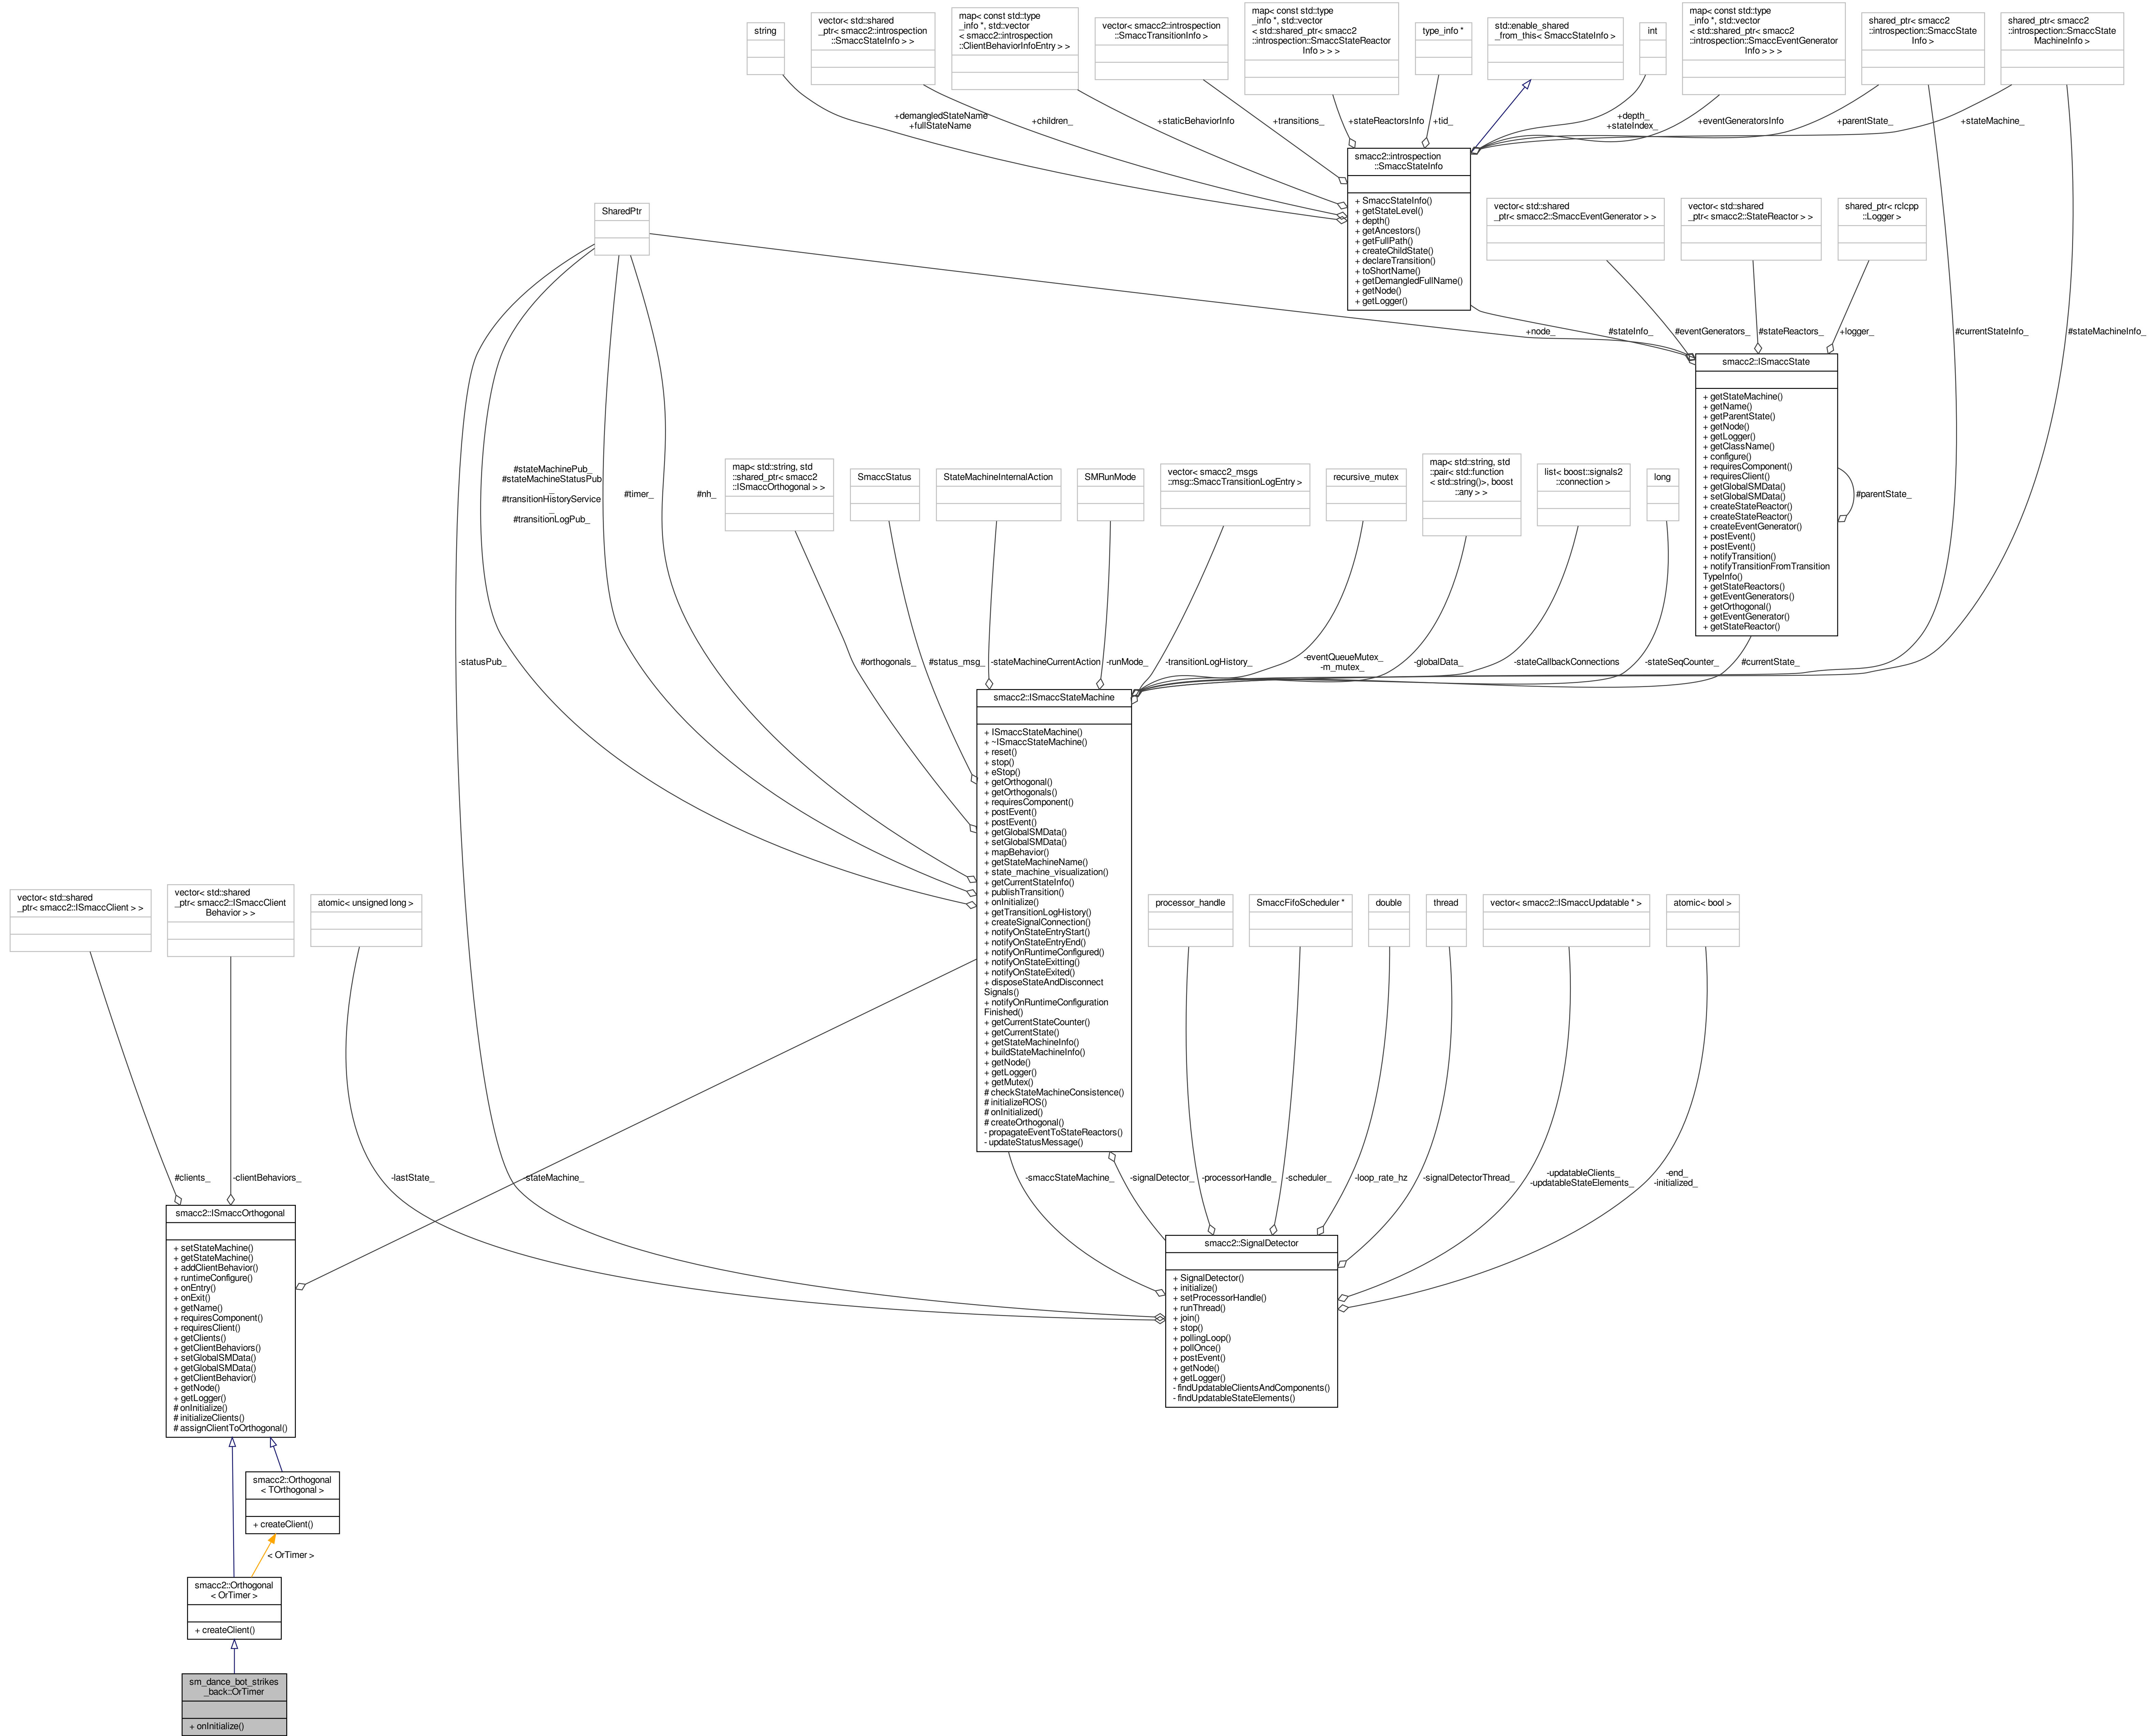 string
vector< std::shared
_ptr< smacc2::introspection
::SmaccStateInfo > >
map< const std::type
_info *, std::vector
< smacc2::introspection
::ClientBehaviorInfoEntry > >
vector< smacc2::introspection
::SmaccTransitionInfo >
map< const std::type
_info *, std::vector
< std::shared_ptr< smacc2
::introspection::SmaccStateReactor
Info > > >
type_info *
std::enable_shared
_from_this< SmaccStateInfo >
int
map< const std::type
_info *, std::vector
< std::shared_ptr< smacc2
::introspection::SmaccEventGenerator
Info > > >
shared_ptr< smacc2
::introspection::SmaccState
Info >
shared_ptr< smacc2
::introspection::SmaccState
MachineInfo >
+demangledStateName
+fullStateName
+children_
+staticBehaviorInfo
+transitions_
+stateReactorsInfo
+tid_
+depth_
+stateIndex_
+eventGeneratorsInfo
+parentState_
+stateMachine_
smacc2::introspection
::SmaccStateInfo
+ SmaccStateInfo()
+ getStateLevel()
+ depth()
+ getAncestors()
+ getFullPath()
+ createChildState()
+ declareTransition()
+ toShortName()
+ getDemangledFullName()
+ getNode()
+ getLogger()
SharedPtr
vector< std::shared
_ptr< smacc2::SmaccEventGenerator > >
vector< std::shared
_ptr< smacc2::StateReactor > >
shared_ptr< rclcpp
::Logger >
+node_
#stateInfo_
#eventGenerators_
#stateReactors_
+logger_
#currentStateInfo_
#stateMachineInfo_
smacc2::ISmaccState
+ getStateMachine()
+ getName()
+ getParentState()
+ getNode()
+ getLogger()
+ getClassName()
+ configure()
+ requiresComponent()
+ requiresClient()
+ getGlobalSMData()
+ setGlobalSMData()
+ createStateReactor()
+ createStateReactor()
+ createEventGenerator()
+ postEvent()
+ postEvent()
+ notifyTransition()
+ notifyTransitionFromTransition
TypeInfo()
+ getStateReactors()
+ getEventGenerators()
+ getOrthogonal()
+ getEventGenerator()
+ getStateReactor()
#parentState_
#stateMachinePub_
#stateMachineStatusPub
_
#transitionHistoryService
_
#transitionLogPub_
#timer_
#nh_
map< std::string, std
::shared_ptr< smacc2
::ISmaccOrthogonal > >
SmaccStatus
StateMachineInternalAction
SMRunMode
vector< smacc2_msgs
::msg::SmaccTransitionLogEntry >
recursive_mutex
map< std::string, std
::pair< std::function
< std::string()>, boost
::any > >
list< boost::signals2
::connection >
long
-statusPub_
#orthogonals_
#status_msg_
-stateMachineCurrentAction
-runMode_
-transitionLogHistory_
-eventQueueMutex_
-m_mutex_
-globalData_
-stateCallbackConnections
-stateSeqCounter_
#currentState_
smacc2::ISmaccStateMachine
+ ISmaccStateMachine()
+ ~ISmaccStateMachine()
+ reset()
+ stop()
+ eStop()
+ getOrthogonal()
+ getOrthogonals()
+ requiresComponent()
+ postEvent()
+ postEvent()
+ getGlobalSMData()
+ setGlobalSMData()
+ mapBehavior()
+ getStateMachineName()
+ state_machine_visualization()
+ getCurrentStateInfo()
+ publishTransition()
+ onInitialize()
+ getTransitionLogHistory()
+ createSignalConnection()
+ notifyOnStateEntryStart()
+ notifyOnStateEntryEnd()
+ notifyOnRuntimeConfigured()
+ notifyOnStateExitting()
+ notifyOnStateExited()
+ disposeStateAndDisconnect
Signals()
+ notifyOnRuntimeConfiguration
Finished()
+ getCurrentStateCounter()
+ getCurrentState()
+ getStateMachineInfo()
+ buildStateMachineInfo()
+ getNode()
+ getLogger()
+ getMutex()
# checkStateMachineConsistence()
# initializeROS()
# onInitialized()
# createOrthogonal()
- propagateEventToStateReactors()
- updateStatusMessage()
vector< std::shared
_ptr< smacc2::ISmaccClient > >
vector< std::shared
_ptr< smacc2::ISmaccClient
Behavior > >
atomic< unsigned long >
processor_handle
SmaccFifoScheduler *
double
thread
vector< smacc2::ISmaccUpdatable * >
atomic< bool >
#clients_
-clientBehaviors_
-lastState_
-stateMachine_
-smaccStateMachine_
-signalDetector_
-processorHandle_
-scheduler_
-loop_rate_hz
-signalDetectorThread_
-updatableClients_
-updatableStateElements_
-end_
-initialized_
smacc2::ISmaccOrthogonal
+ setStateMachine()
+ getStateMachine()
+ addClientBehavior()
+ runtimeConfigure()
+ onEntry()
+ onExit()
+ getName()
+ requiresComponent()
+ requiresClient()
+ getClients()
+ getClientBehaviors()
+ setGlobalSMData()
+ getGlobalSMData()
+ getClientBehavior()
+ getNode()
+ getLogger()
# onInitialize()
# initializeClients()
# assignClientToOrthogonal()
smacc2::SignalDetector
+ SignalDetector()
+ initialize()
+ setProcessorHandle()
+ runThread()
+ join()
+ stop()
+ pollingLoop()
+ pollOnce()
+ postEvent()
+ getNode()
+ getLogger()
- findUpdatableClientsAndComponents()
- findUpdatableStateElements()
smacc2::Orthogonal
< TOrthogonal >
+ createClient()
< OrTimer >
smacc2::Orthogonal
< OrTimer >
+ createClient()
sm_dance_bot_strikes
_back::OrTimer
+ onInitialize()